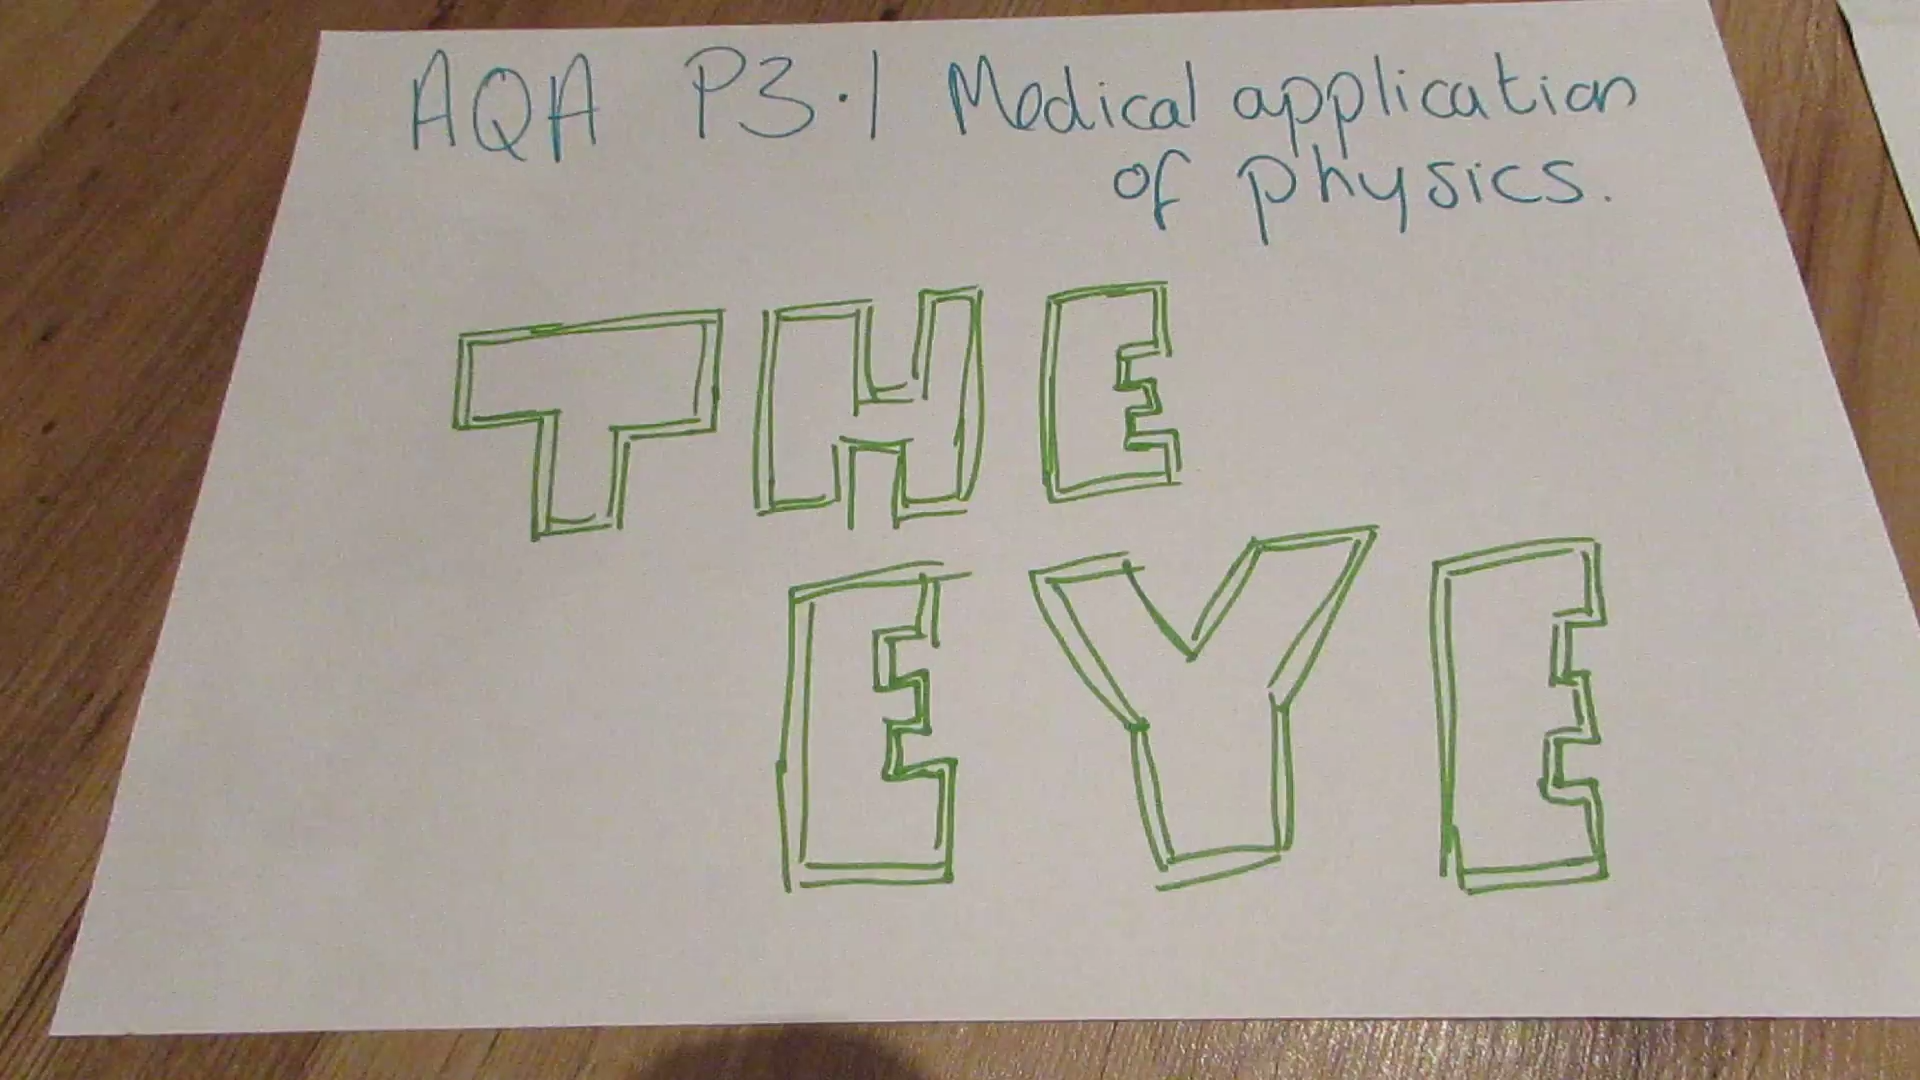 AQA P3.1 Medical application
of physics.
THE
EYE